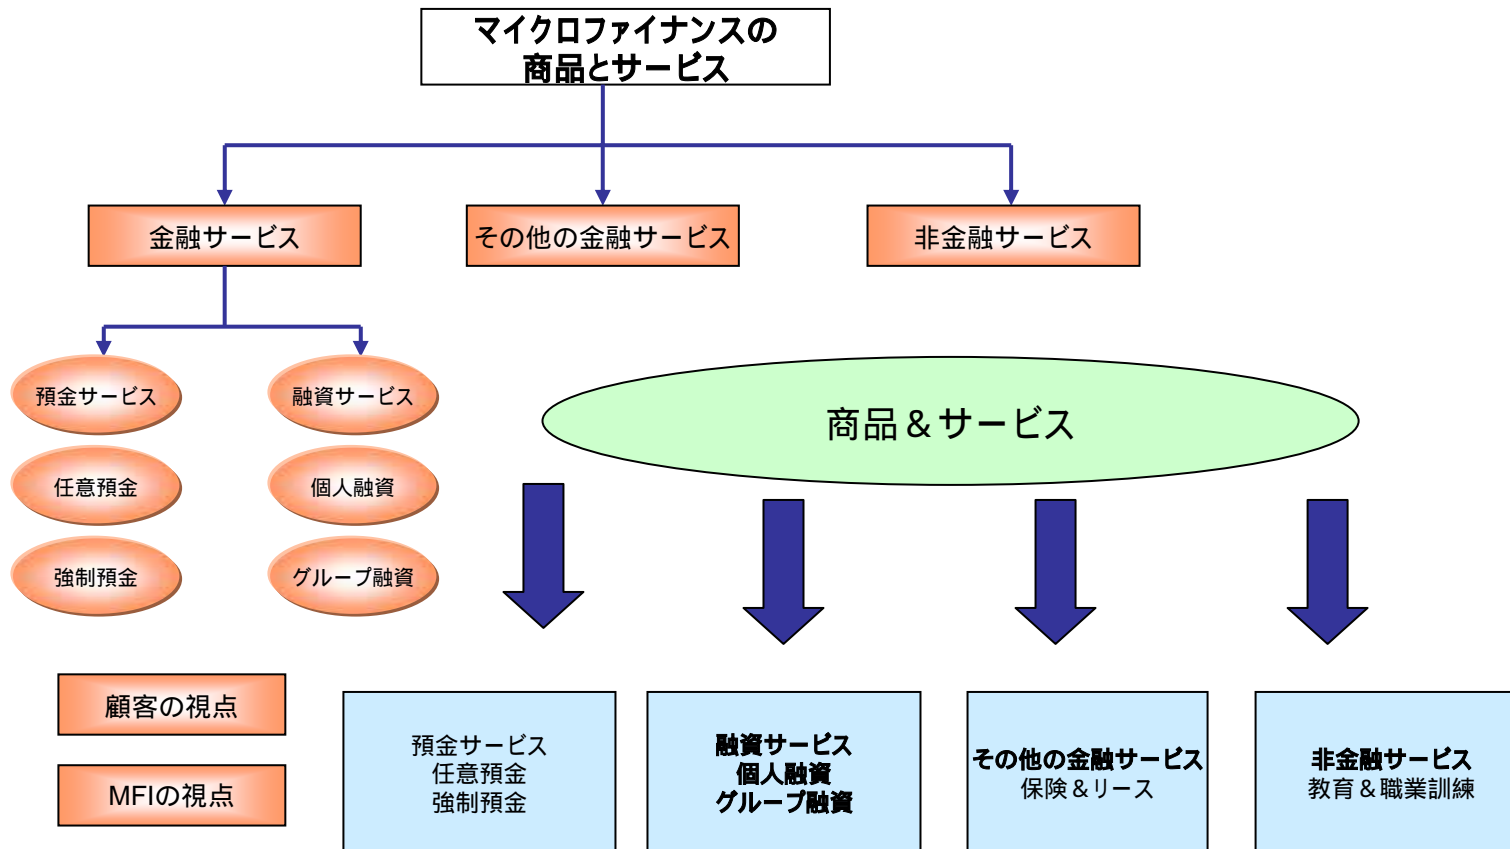 マイクロファイナンスの
商品とサービス
金融サービス
その他の金融サービス
非金融サービス
預金サービス
融資サービス
商品＆サービス
任意預金
個人融資
強制預金
グループ融資
顧客の視点
MFIの視点
預金サービス
任意預金
強制預金
融資サービス
個人融資
グループ融資
その他の金融サービス
保険＆リース
非金融サービス
教育＆職業訓練